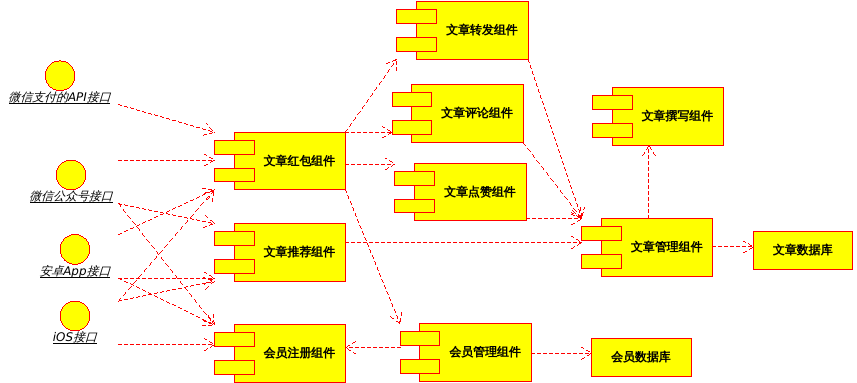 文章转发组件
微信支付的API接口
文章评论组件
文章撰写组件
文章红包组件
微信公众号接口
文章点赞组件
文章推荐组件
文章管理组件
文章数据库
安卓App接口
iOS接口
会员注册组件
会员管理组件
会员数据库